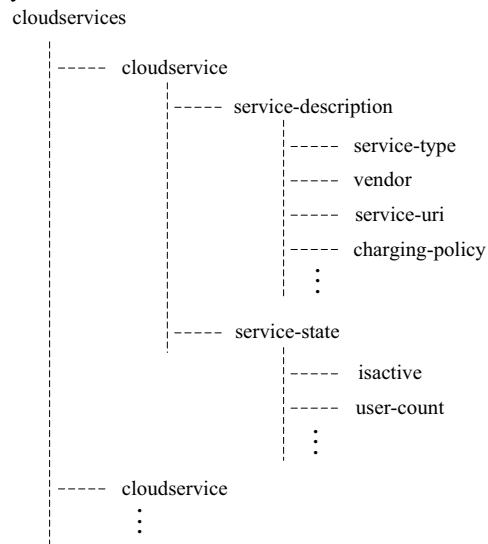 cloudservices
cloudservice
service-description
service-type
vendor
service-uri
charging-policy
service-state
isactive
user-count
cloudservice